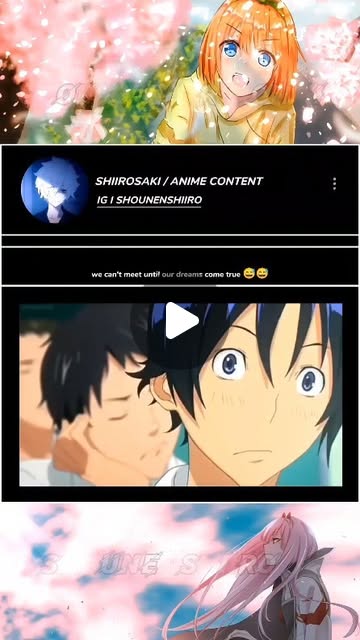 SHIIROSAKI / ANIME CONTENT
IG I SHOUNENSHIIRO
we can't meet until our dreams come true 😅😅